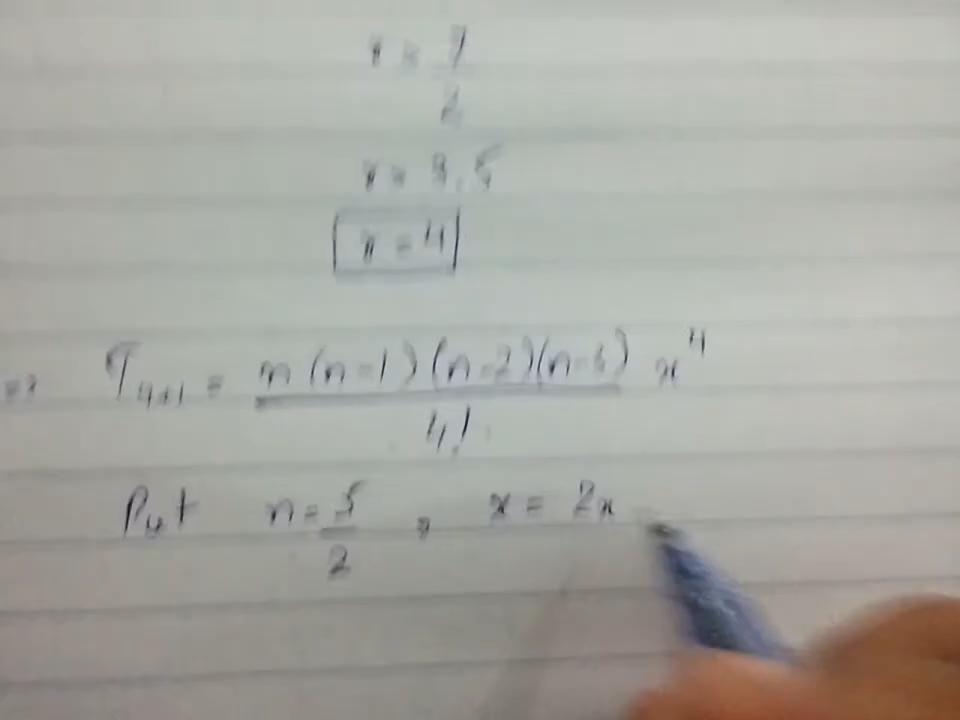 r = 7/2
r = 3.5
r = 4
=> T4+1 = n(n-1)(n-2)(n-3)/4! x^4
Put n = 5/2 , x = 2x